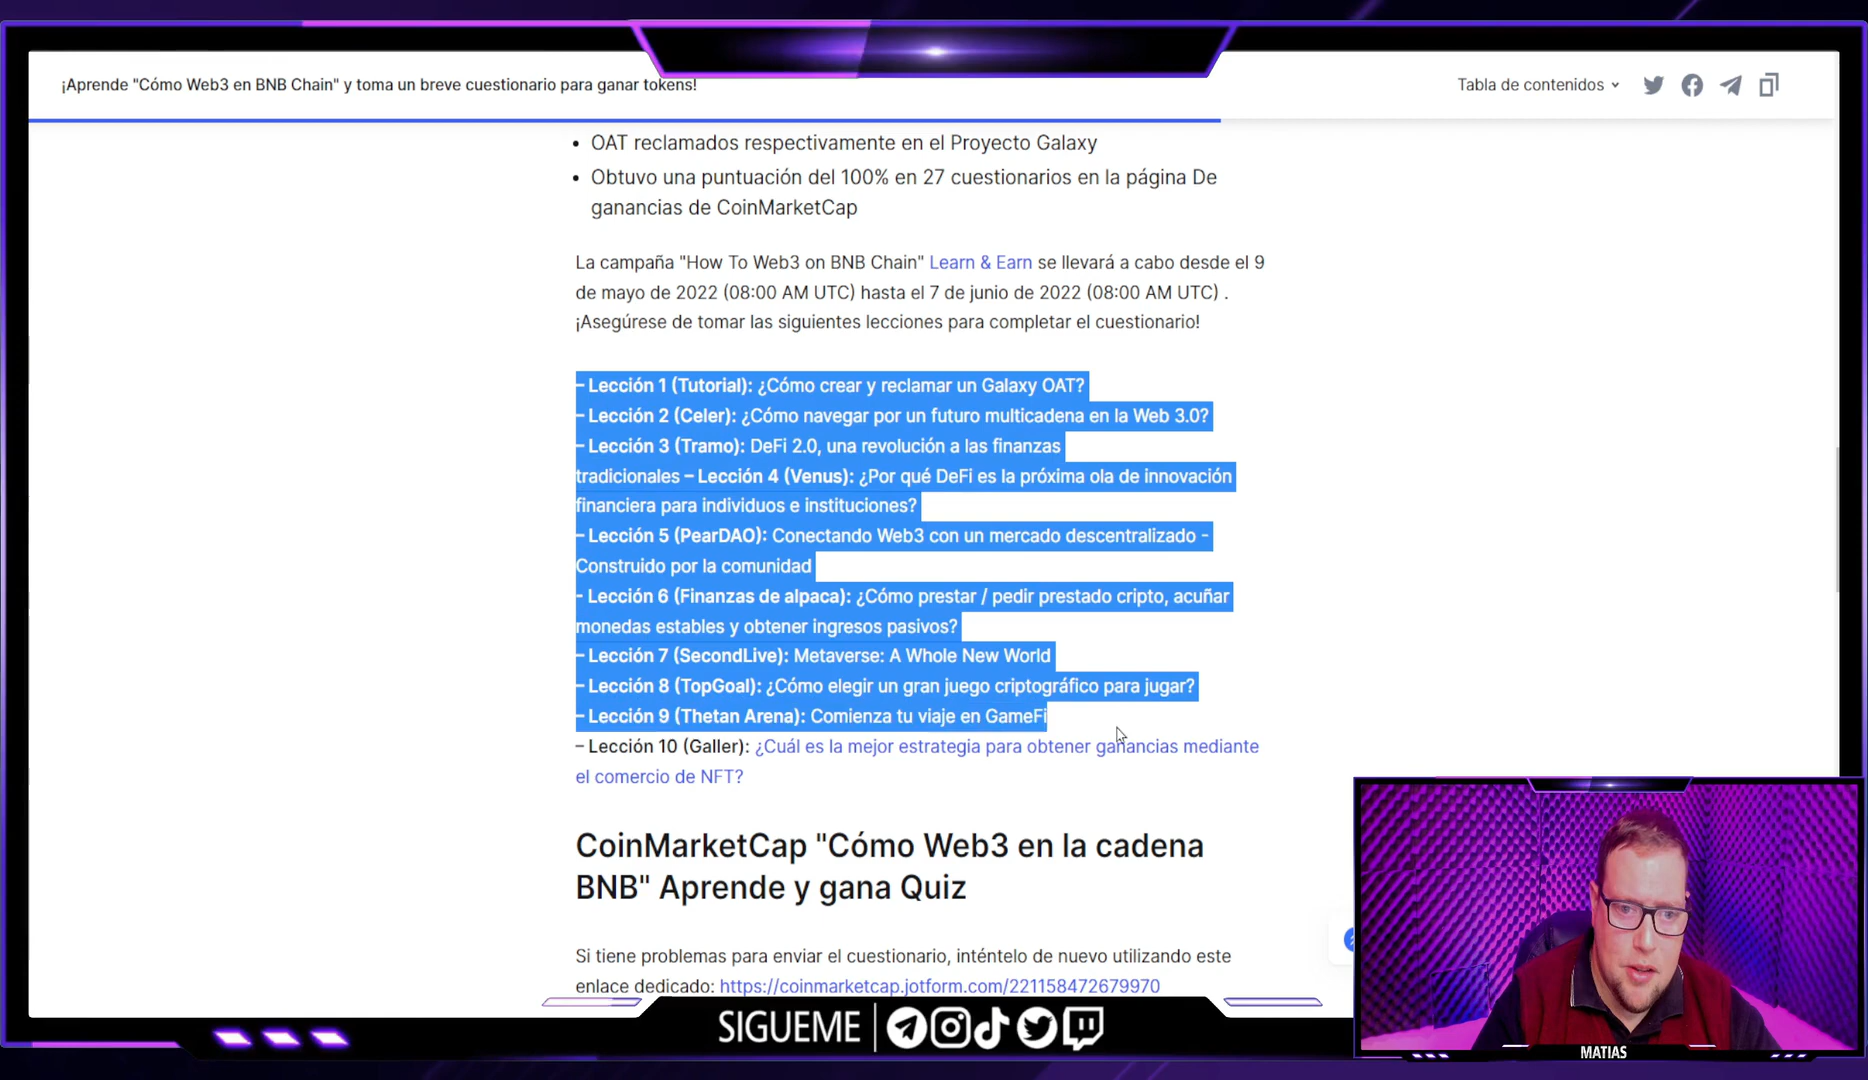 ¡Aprende "Cómo Web3 en BNB Chain" y toma un breve cuestionario para ganar tokens!
Tabla de contenidos
• OAT reclamados respectivamente en el Proyecto Galaxy
• Obtuvo una puntuación del 100% en 27 cuestionarios en la página De
ganancias de CoinMarketCap
La campaña "How To Web3 on BNB Chain" Learn & Earn se llevará a cabo desde el 9
de mayo de 2022 (08:00 AM UTC) hasta el 7 de junio de 2022 (08:00 AM UTC) .
¡Asegúrese de tomar las siguientes lecciones para completar el cuestionario!
– Lección 1 (Tutorial): ¿Cómo crear y reclamar un Galaxy OAT?
– Lección 2 (Celer): ¿Cómo navegar por un futuro multicadena en la Web 3.0?
– Lección 3 (Tramo): DeFi 2.0, una revolución a las finanzas
tradicionales – Lección 4 (Venus): ¿Por qué DeFi es la próxima ola de innovación
financiera para individuos e instituciones?
– Lección 5 (PearDAO): Conectando Web3 con un mercado descentralizado -
Construido por la comunidad
- Lección 6 (Finanzas de alpaca): ¿Cómo prestar / pedir prestado cripto, acuñar
monedas estables y obtener ingresos pasivos?
– Lección 7 (SecondLive): Metaverse: A Whole New World
– Lección 8 (TopGoal): ¿Cómo elegir un gran juego criptográfico para jugar?
– Lección 9 (Thetan Arena): Comienza tu viaje en GameFi
– Lección 10 (Galler): ¿Cuál es la mejor estrategia para obtener ganancias mediante
el comercio de NFT?
CoinMarketCap "Cómo Web3 en la cadena
BNB" Aprende y gana Quiz
Si tiene problemas para enviar el cuestionario, inténtelo de nuevo utilizando este
enlace dedicado: https://coinmarketcap.jotform.com/221158472679970
SIGUEME
MATIAS